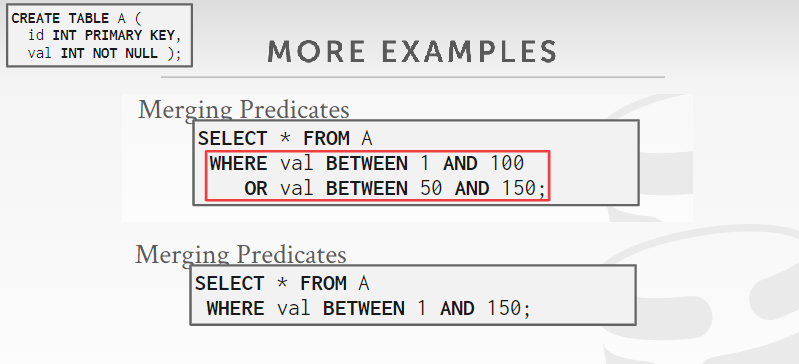 CREATE TABLE A (
id INT PRIMARY KEY,
val INT NOT NULL );
MORE EXAMPLES
Merging Predicates
SELECT * FROM A
WHERE val BETWEEN 1 AND 100
OR val BETWEEN 50 AND 150;
Merging Predicates
SELECT * FROM A
WHERE val BETWEEN 1 AND 150;